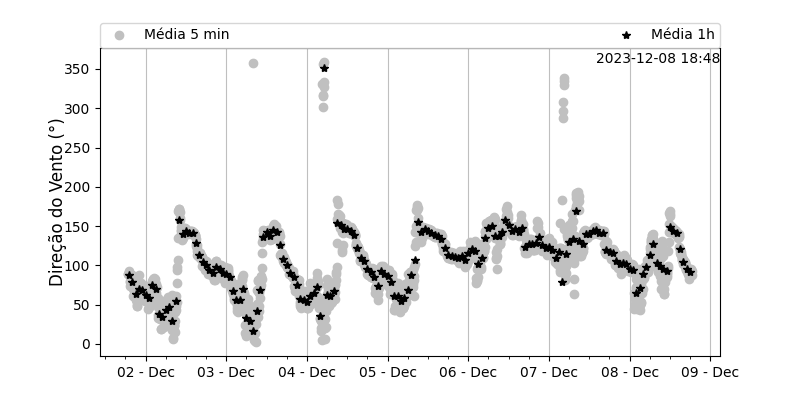 Média 5 min
Média 1h
2023-12-08 18:48
Direção do Vento (°)
350
300
250
200
150
100
50
0
02 - Dec
03 - Dec
04 - Dec
05 - Dec
06 - Dec
07 - Dec
08 - Dec
09 - Dec